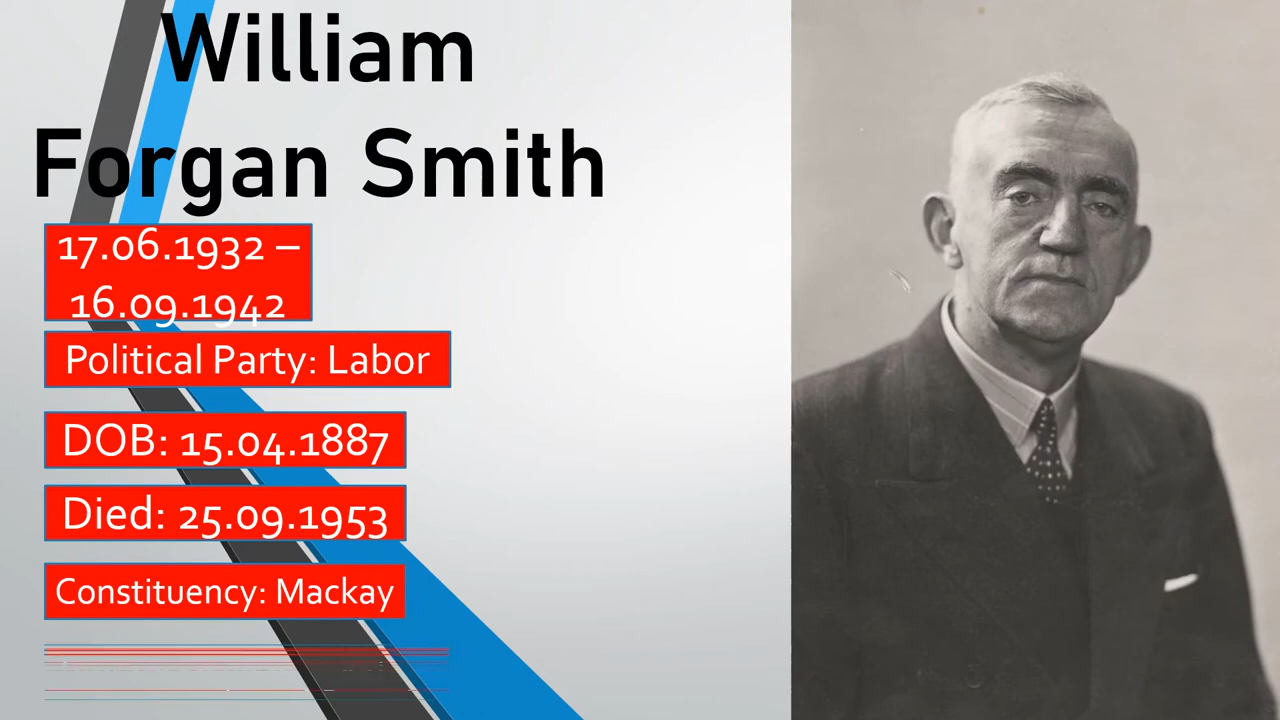 William
Forgan Smith
17.06.1932 –
16.09.1942
Political Party: Labor
DOB: 15.04.1887
Died: 25.09.1953
Constituency: Mackay